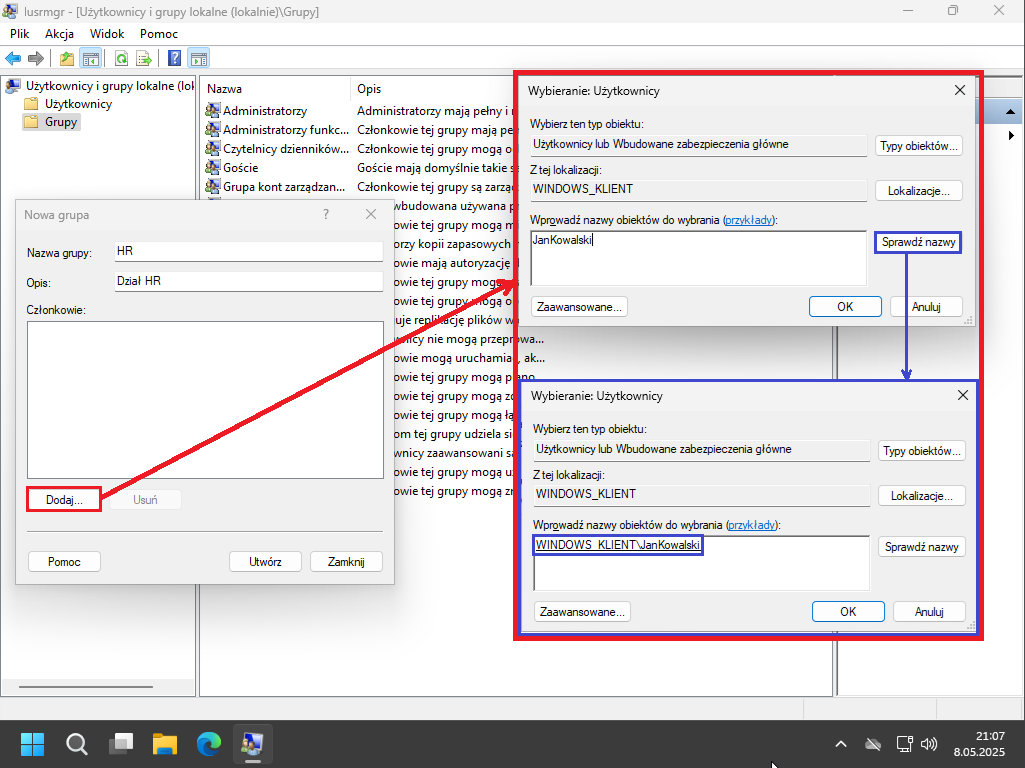 lusrmgr - [Użytkownicy i grupy lokalne (lokalnie)\Grupy]
Plik Akcja Widok Pomoc
Użytkownicy i grupy lokalne (lok
Użytkownicy
Grupy
Nazwa Opis
Administratorzy Administratorzy mają pełny i
Administratorzy funkc... Członkowie tej grupy mają pe
Czytelnicy dzienników... Członkowie tej grupy mogą o
Goście Goście mają domyślnie takie s
Grupa kont zarządzan... Członkowie tej grupy są zarzą
wbudowana używana p
owie tej grupy mogą m
orzy kopii zapasowych
owie mają autoryzację
owie tej grupy mogą
owie tej grupy mogą o
uje replikację plików w
wnicy nie mogą przeprowa...
owie mogą uruchamiać, ak...
owie tej grupy mogą plano
owie tej grupy mogą zd
owie tej grupy mogą łą
om tej grupy udziela si
wnicy zaawansowani są
owie tej grupy mogą uz
owie tej grupy mogą zr
Nowa grupa
Nazwa grupy: HR
Opis: Dział HR
Członkowie:
Dodaj... Usuń
Pomoc Utwórz Zamknij
Wybieranie: Użytkownicy
Wybierz ten typ obiektu:
Użytkownicy lub Wbudowane zabezpieczenia główne Typy obiektów...
Z tej lokalizacji:
WINDOWS_KLIENT Lokalizacje...
Wprowadź nazwy obiektów do wybrania (przykłady):
JanKowalski Sprawdź nazwy
Zaawansowane... OK Anuluj
Wybieranie: Użytkownicy
Wybierz ten typ obiektu:
Użytkownicy lub Wbudowane zabezpieczenia główne Typy obiektów...
Z tej lokalizacji:
WINDOWS_KLIENT Lokalizacje...
Wprowadź nazwy obiektów do wybrania (przykłady):
WINDOWS_KLIENT\JanKowalski Sprawdź nazwy
Zaawansowane... OK Anuluj
21:07
8.05.2025